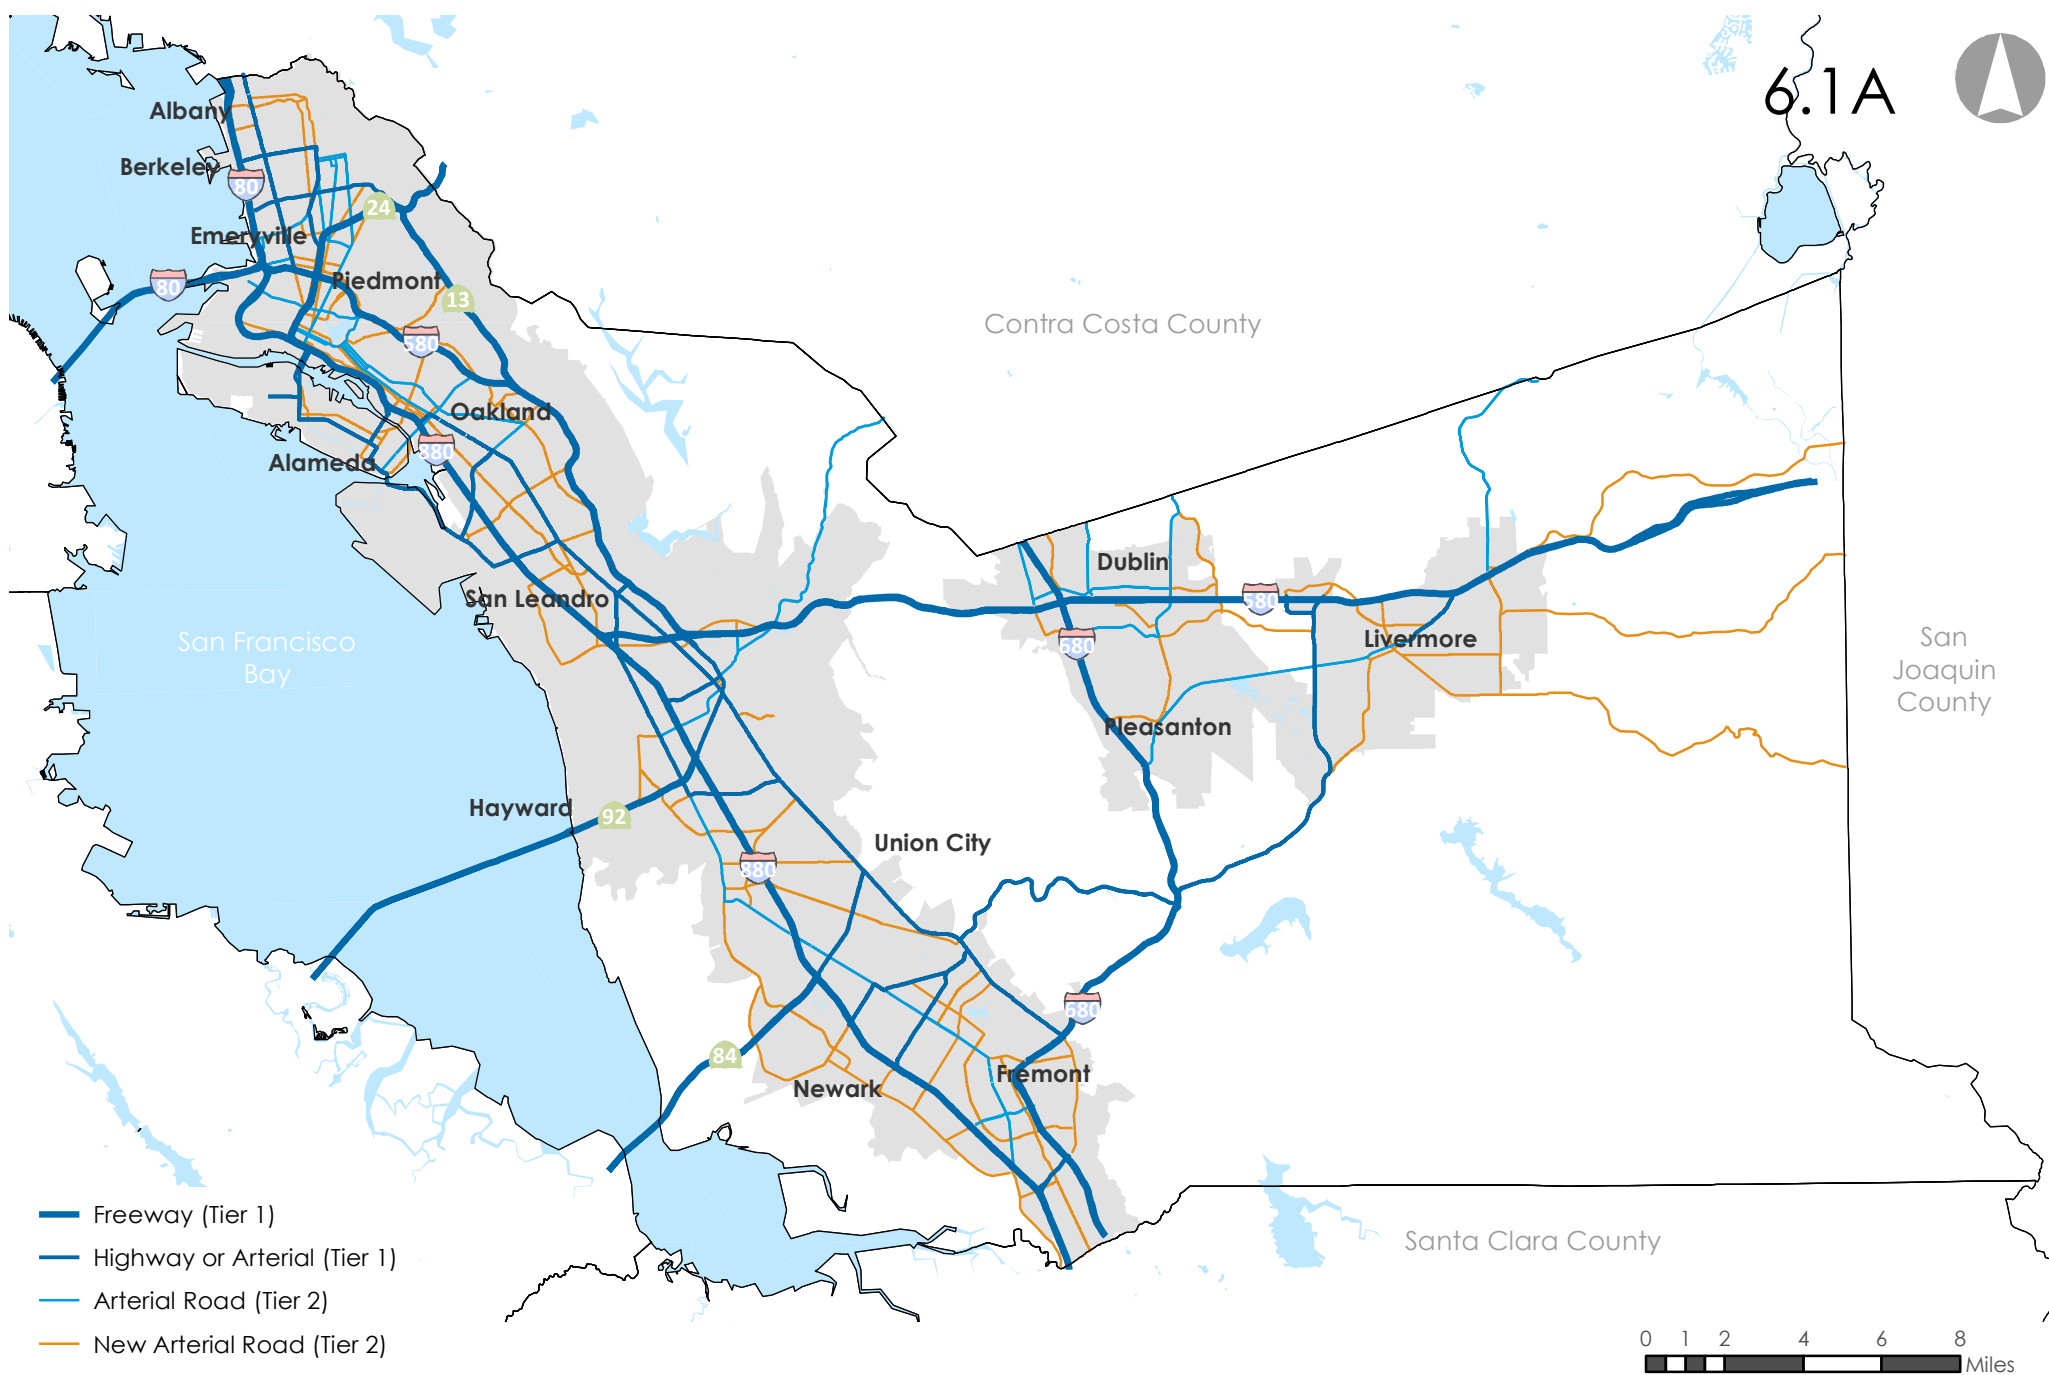 6.1A
Albany
Berkeley
80
24
Emeryville
Piedmont
80
13
Contra Costa County
580
Oakland
880
Alameda
Dublin
San Leandro
580
San Francisco
Bay
680
Livermore
San
Joaquin
County
Pleasanton
Hayward
92
Union City
880
680
84
Fremont
Newark
Freeway (Tier 1)
Santa Clara County
Highway or Arterial (Tier 1)
Arterial Road (Tier 2)
New Arterial Road (Tier 2)
0 1 2 4 6 8
Miles